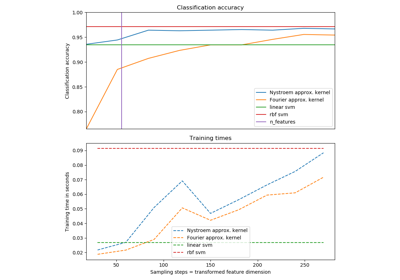 Classification accuracy
1.00
0.95
0.90
0.85
0.80
Classification accuracy
Nystroem approx. kernel
Fourier approx. kernel
linear svm
rbf svm
n_features
Training times
0.09
0.08
0.07
0.06
0.05
0.04
0.03
0.02
Training time in seconds
Nystroem approx. kernel
Fourier approx. kernel
linear svm
rbf svm
50
100
150
200
250
Sampling steps = transformed feature dimension